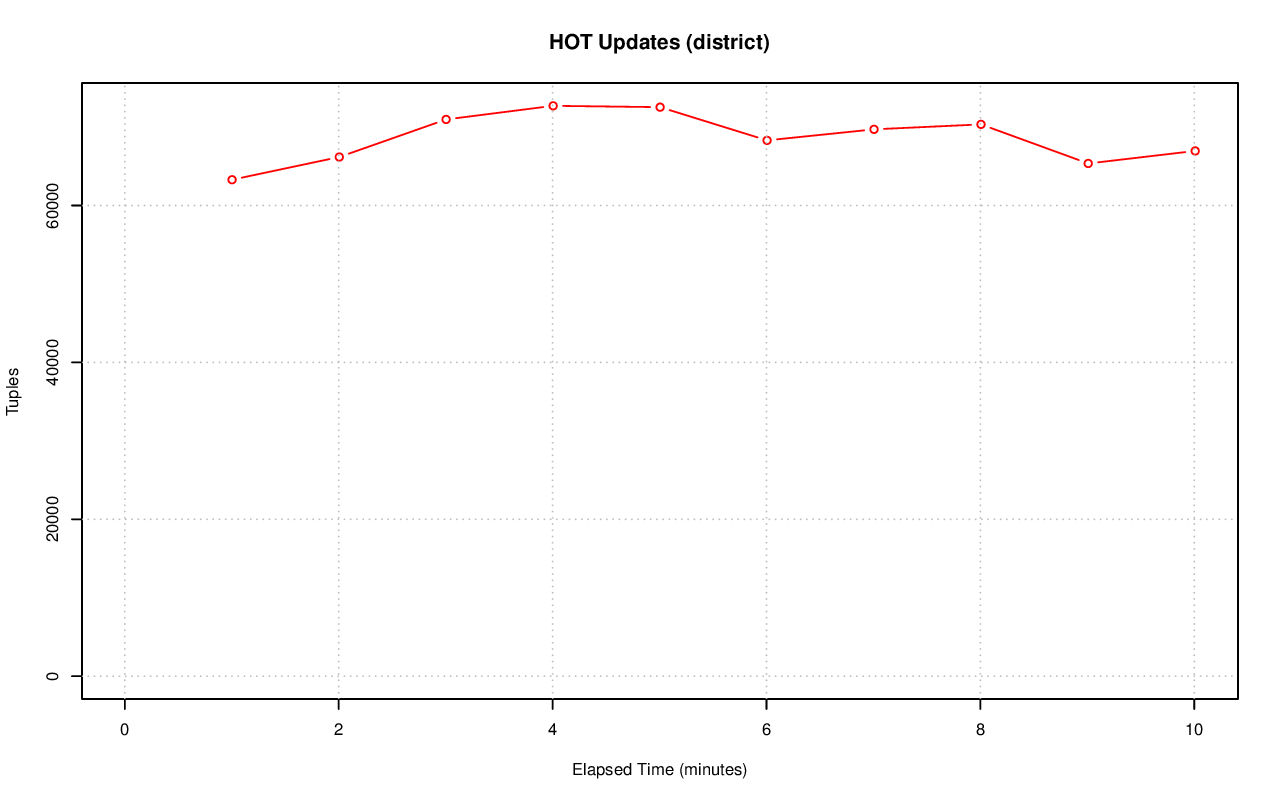 HOT Updates (district)
Tuples
60000
40000
20000
0
0 2 4 6 8 10
Elapsed Time (minutes)